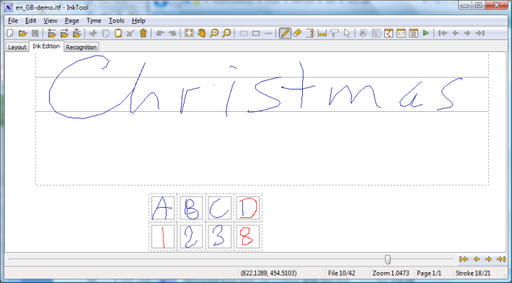 en_GB-demo.itf - InkTool
File Edit View Page Tyme Tools Help
Layout Ink Edition Recognition
Christmas
A B C D
1 2 3 8
(822.1289, 454.5103) File 10/42 Zoom 1.0473 Page 1/1 Stroke 18/21